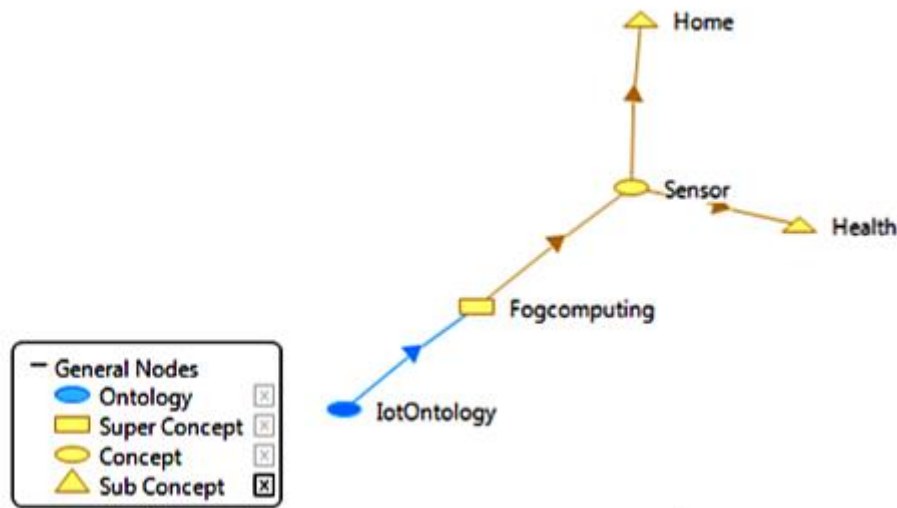 Home
Sensor
Health
Fogcomputing
IotOntology
General Nodes
Ontology
Super Concept
Concept
Sub Concept